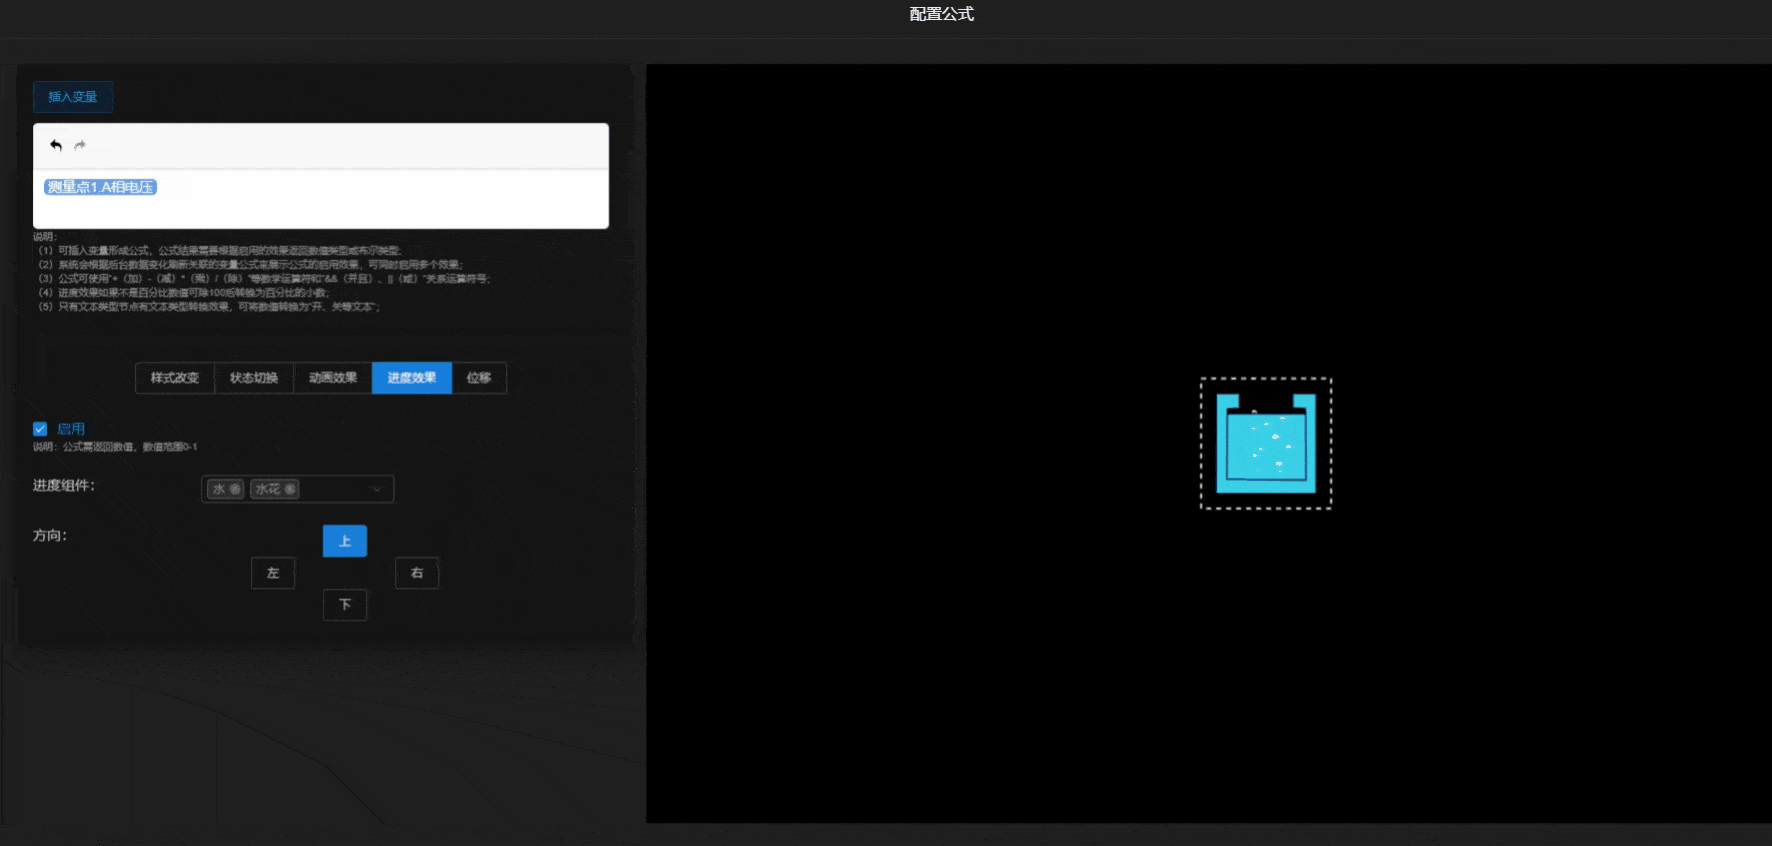 配置公式
插入变量
测量点1.A相电压
说明：
（1）可插入变量形成公式，公式结果需要根据启用的效果返回数值类型或布尔类型;
（2）系统会根据后台数据变化刷新关联的变量公式来展示公式的启用效果，可同时启用多个效果;
（3）公式可使用"+（加）-（减）*（乘）/（除）"等数学运算符和"&&（并且）、||（或）"关系运算符号;
（4）进度效果如果不是百分比数值可除100后转换为百分比的小数;
（5）只有文本类型节点有文本类型转换效果，可将数值转换为"开、关等文本";
样式改变 状态切换 动画效果 进度效果 位移
启用
说明：公式需返回数值，数值范围0-1
进度组件： 水 水花
方向： 上
左 右
下